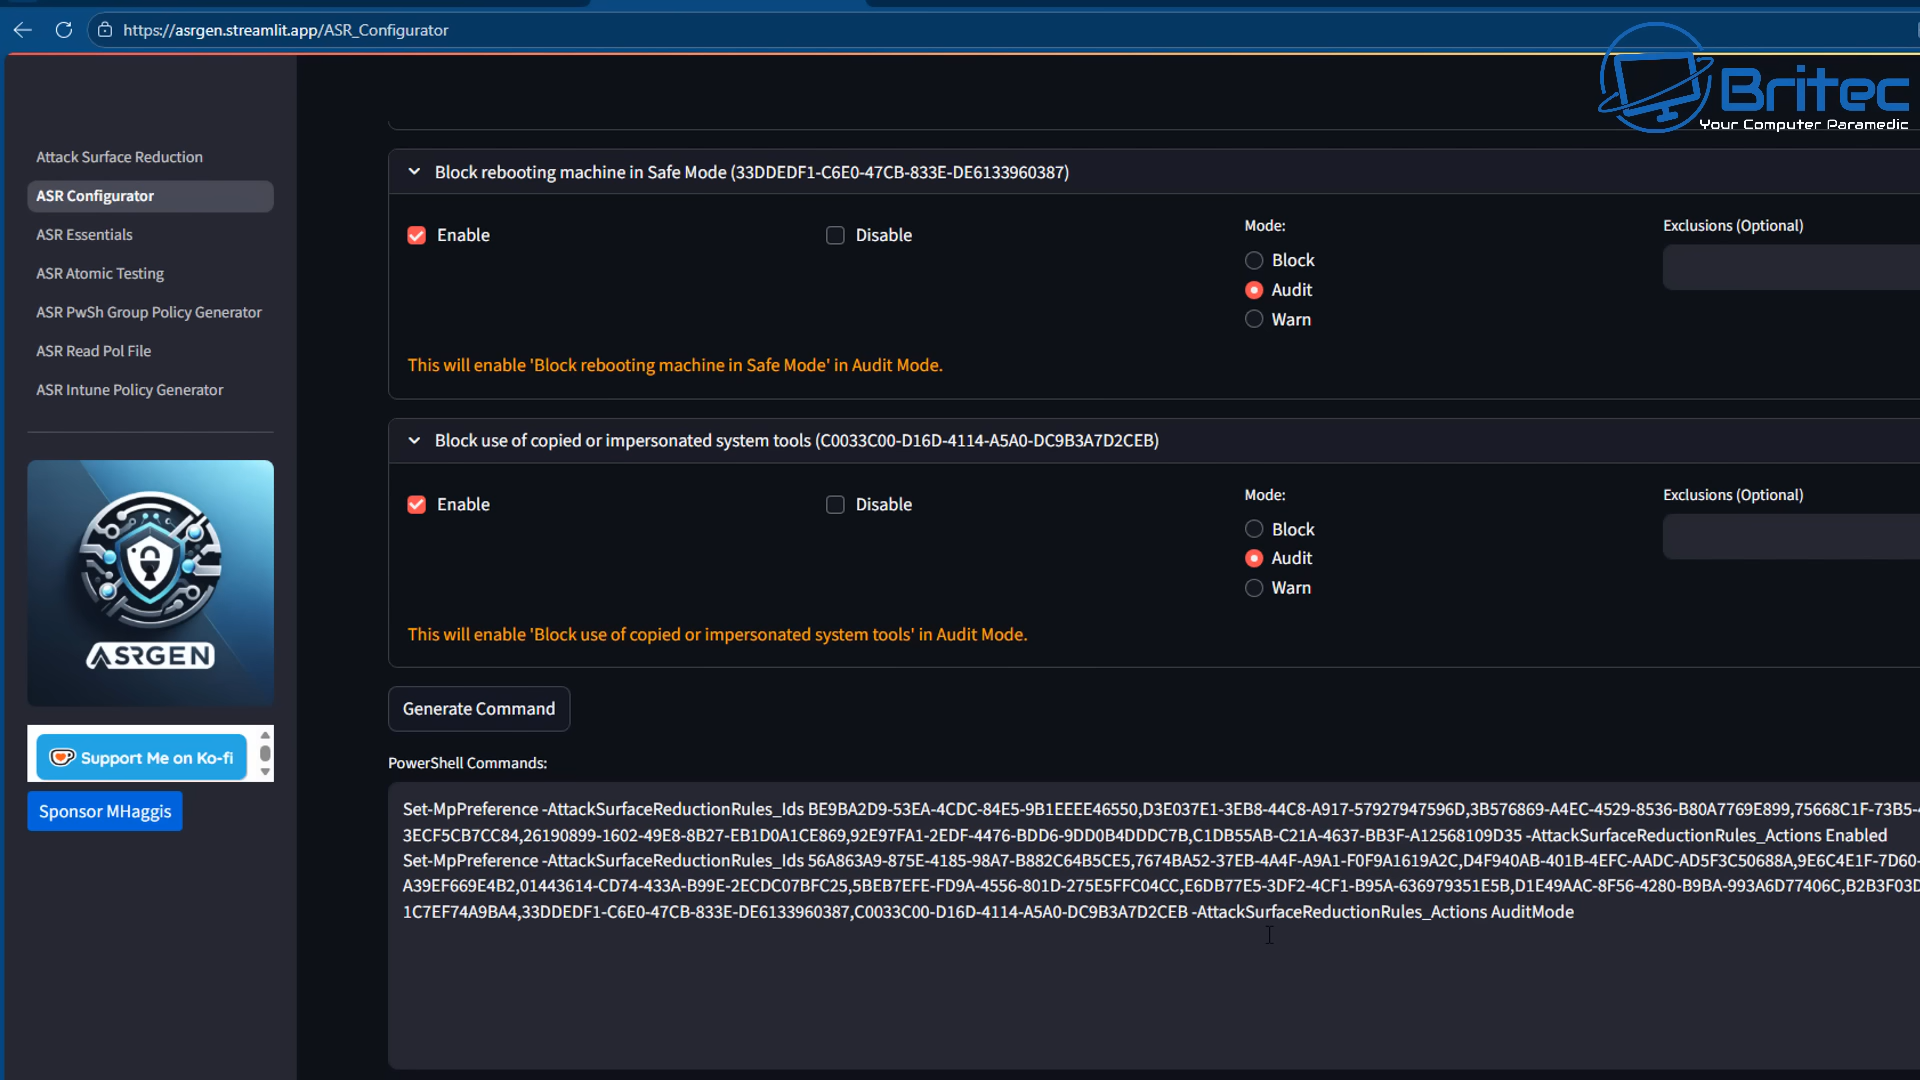 https://asrgen.streamlit.app/ASR_Configurator
Britec
Your Computer Paramedic
Attack Surface Reduction
ASR Configurator
ASR Essentials
ASR Atomic Testing
ASR PwSh Group Policy Generator
ASR Read Pol File
ASR Intune Policy Generator
ASRGEN
Support Me on Ko-fi
Sponsor MHaggis
Block rebooting machine in Safe Mode (33DDEDF1-C6E0-47CB-833E-DE6133960387)
Enable
Disable
Mode:
Block
Audit
Warn
Exclusions (Optional)
This will enable 'Block rebooting machine in Safe Mode' in Audit Mode.
Block use of copied or impersonated system tools (C0033C00-D16D-4114-A5A0-DC9B3A7D2CEB)
Enable
Disable
Mode:
Block
Audit
Warn
Exclusions (Optional)
This will enable 'Block use of copied or impersonated system tools' in Audit Mode.
Generate Command
PowerShell Commands:
Set-MpPreference -AttackSurfaceReductionRules_Ids BE9BA2D9-53EA-4CDC-84E5-9B1EEEE46550,D3E037E1-3EB8-44C8-A917-57927947596D,3B576869-A4EC-4529-8536-B80A7769E899,75668C1F-73B5-4
3ECF5CB7CC84,26190899-1602-49E8-8B27-EB1D0A1CE869,92E97FA1-2EDF-4476-BDD6-9DD0B4DDDC7B,C1DB55AB-C21A-4637-BB3F-A12568109D35 -AttackSurfaceReductionRules_Actions Enabled
Set-MpPreference -AttackSurfaceReductionRules_Ids 56A863A9-875E-4185-98A7-B882C64B5CE5,7674BA52-37EB-4A4F-A9A1-F0F9A1619A2C,D4F940AB-401B-4EFC-AADC-AD5F3C50688A,9E6C4E1F-7D60-
A39EF669E4B2,01443614-CD74-433A-B99E-2ECDC07BFC25,5BEB7EFE-FD9A-4556-801D-275E5FFC04CC,E6DB77E5-3DF2-4CF1-B95A-636979351E5B,D1E49AAC-8F56-4280-B9BA-993A6D77406C,B2B3F03D
1C7EF74A9BA4,33DDEDF1-C6E0-47CB-833E-DE6133960387,C0033C00-D16D-4114-A5A0-DC9B3A7D2CEB -AttackSurfaceReductionRules_Actions AuditMode